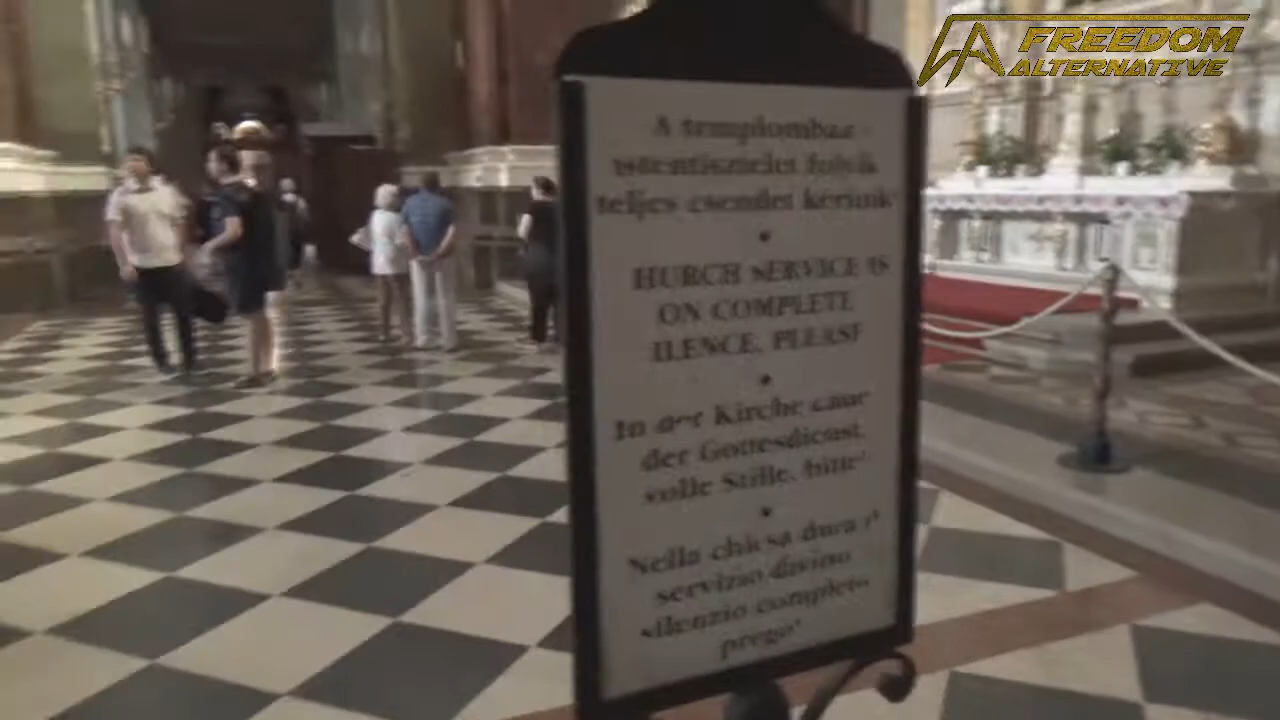 FREEDOM
ALTERNATIVE
A templomban
istentisztelet folyik
teljes csendet kérünk
•
HURCH SERVICE IS
ON COMPLETE
ILENCE, PLEASE
•
In der Kirche
der Gottesdienst,
volle Stille, bitte!
•
Nella chiesa dura il
servizio divino
silenzio completo
prego!